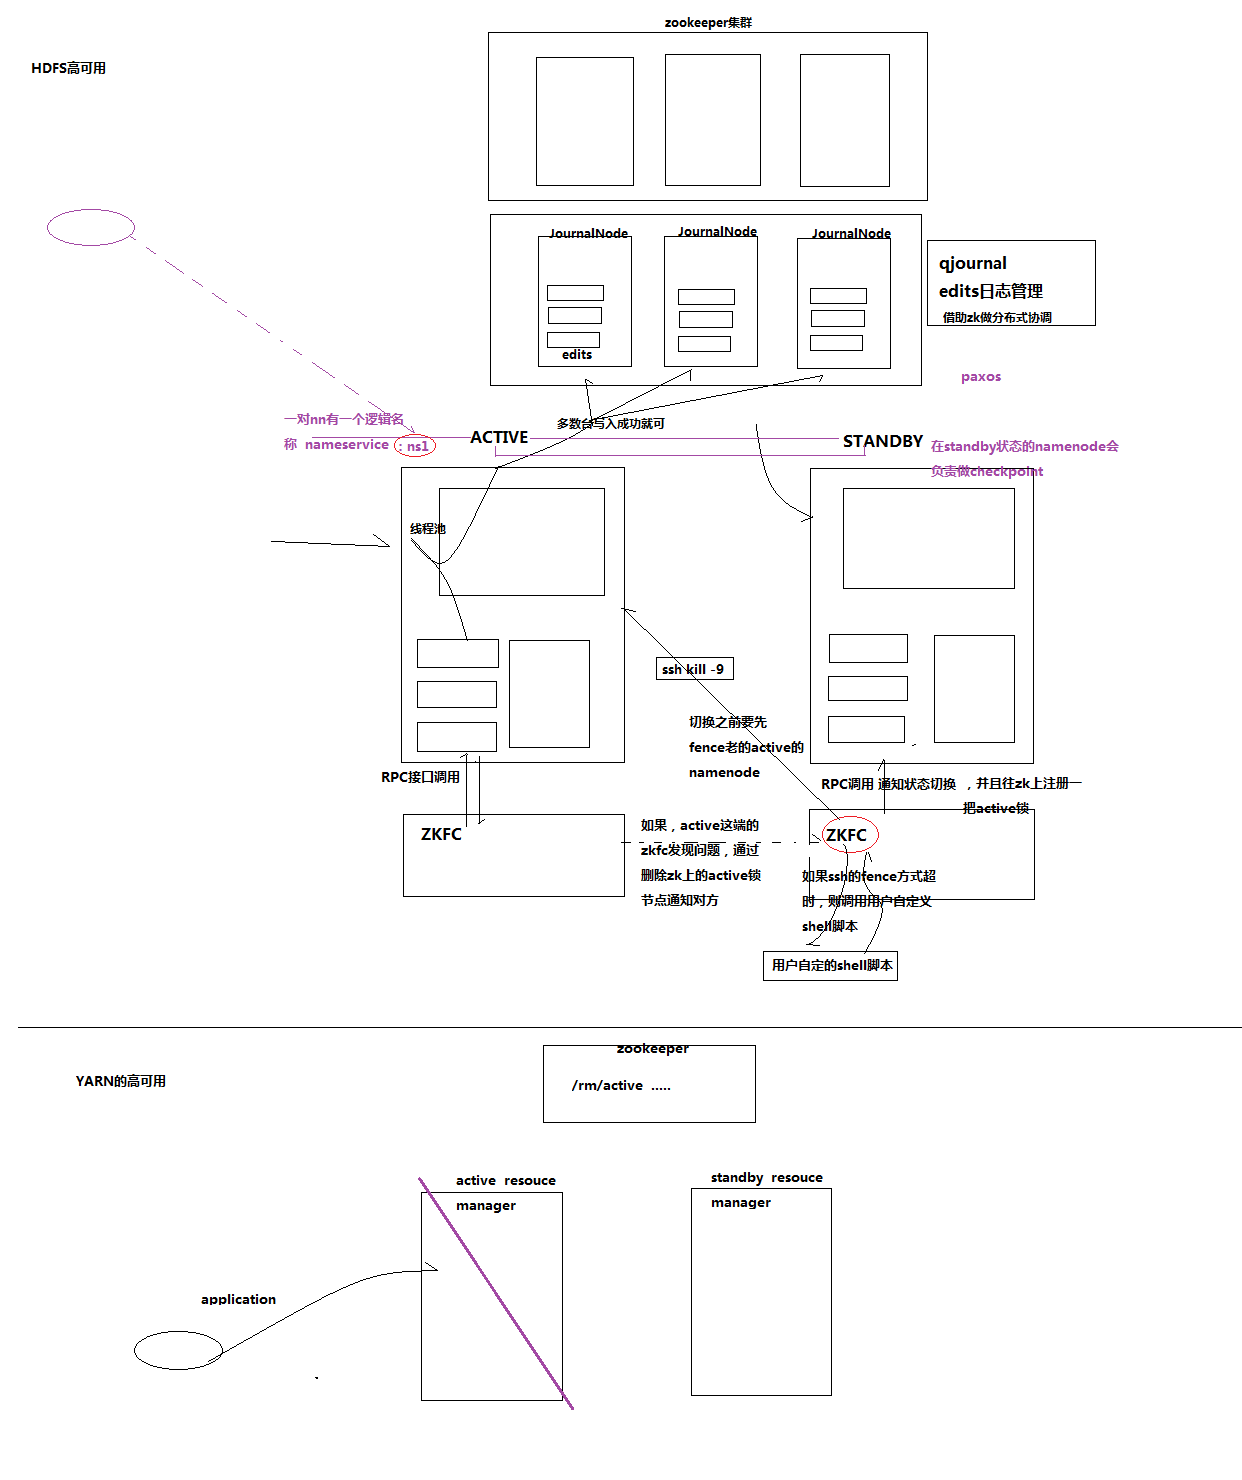 zookeeper集群
HDFS高可用
JournalNode
JournalNode
JournalNode
edits
qjournal
edits日志管理
借助zk做分布式协调
paxos
一对nn有一个逻辑名
称 nameservice
：ns1
ACTIVE
多数台写入成功就可
STANDBY
在standby状态的namenode会
负责做checkpoint
线程池
ssh kill -9
切换之前要先
fence老的active的
namenode
RPC接口调用
RPC调用 通知状态切换
，并且往zk上注册一
把active锁
ZKFC
如果，active这端的
zkfc发现问题，通过
删除zk上的active锁
节点通知对方
ZKFC
如果ssh的fence方式超
时，则调用用户自定义
shell脚本
用户自定的shell脚本
zookeeper
/rm/active .....
YARN的高可用
active resouce
manager
standby resouce
manager
application